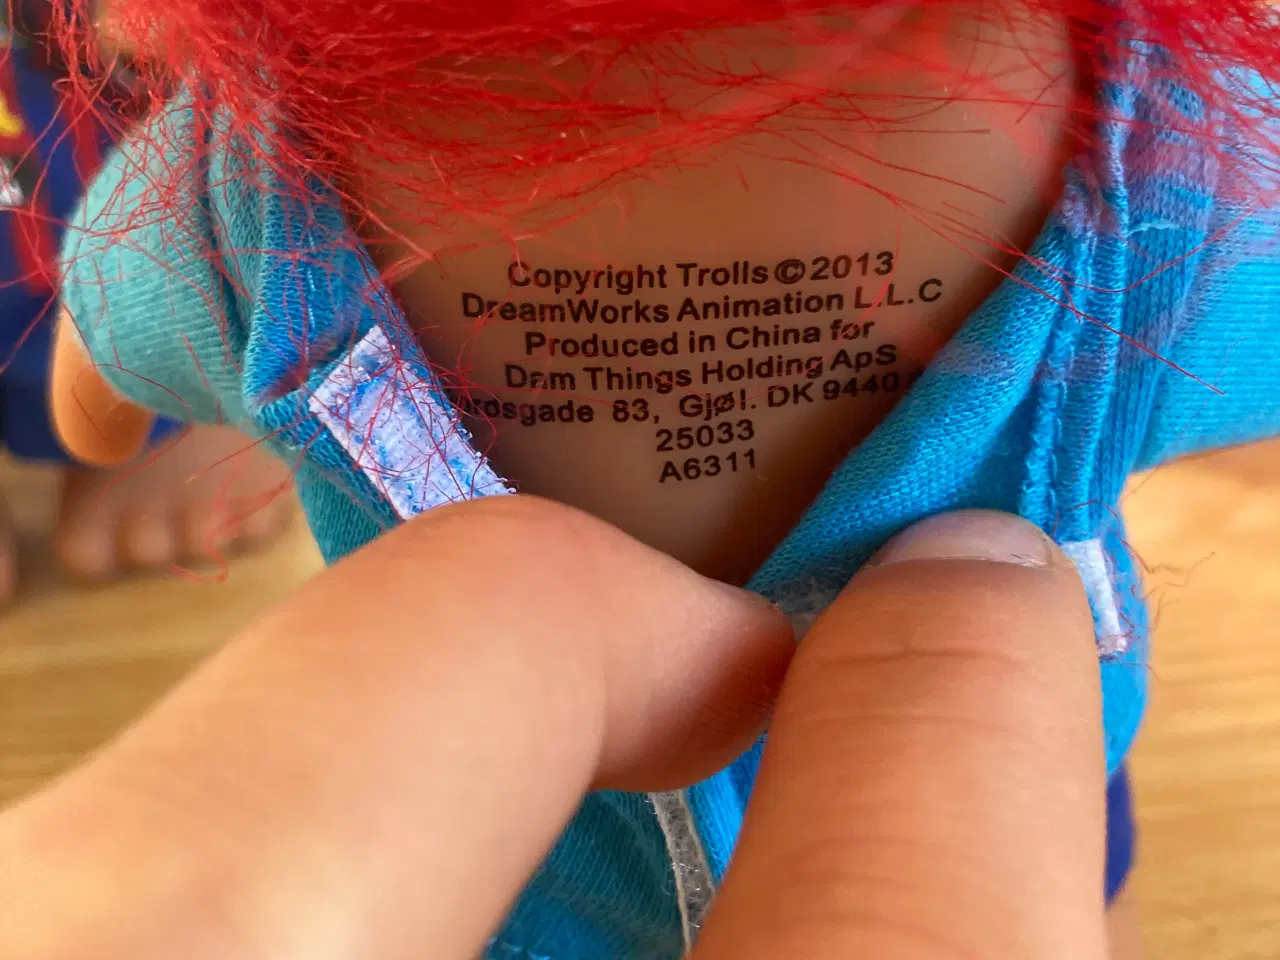 Copyright Trolls©2013
DreamWorks Animation L.L.C
Produced in China for
Dam Things Holding ApS
83, Gjøl. DK 9440
25033
A6311